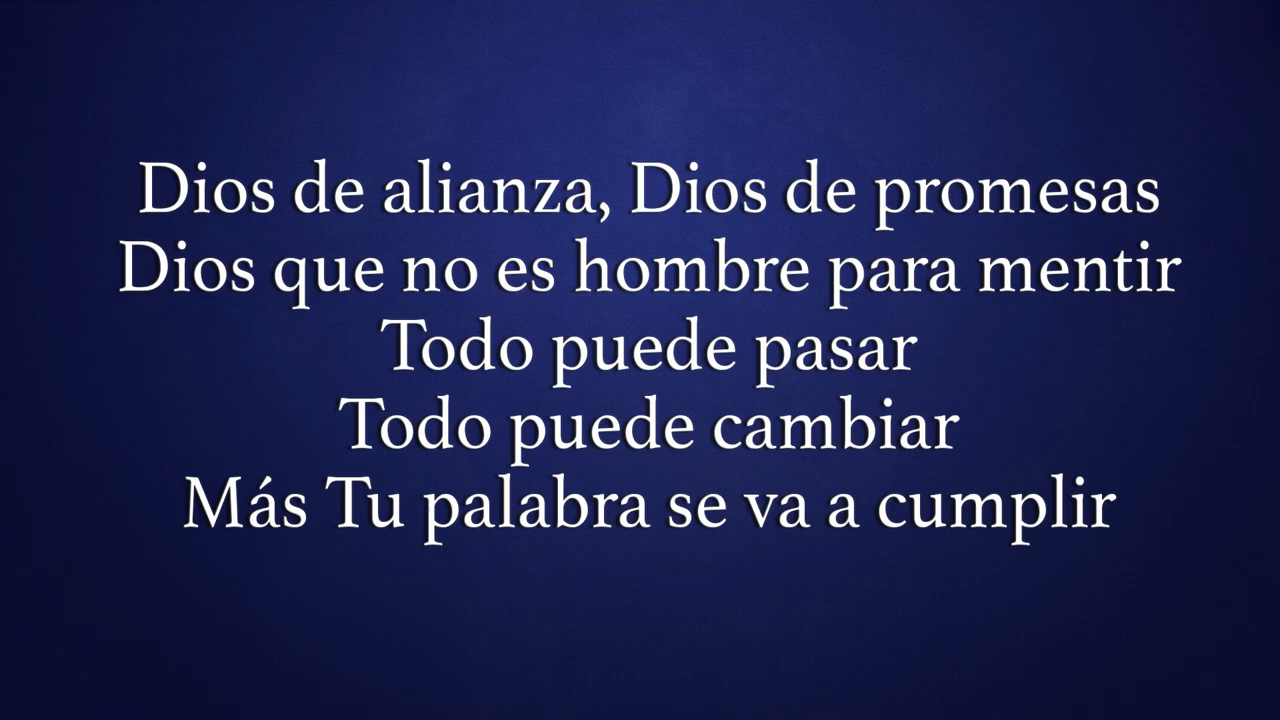 Dios de alianza, Dios de promesas
Dios que no es hombre para mentir
Todo puede pasar
Todo puede cambiar
Más Tu palabra se va a cumplir